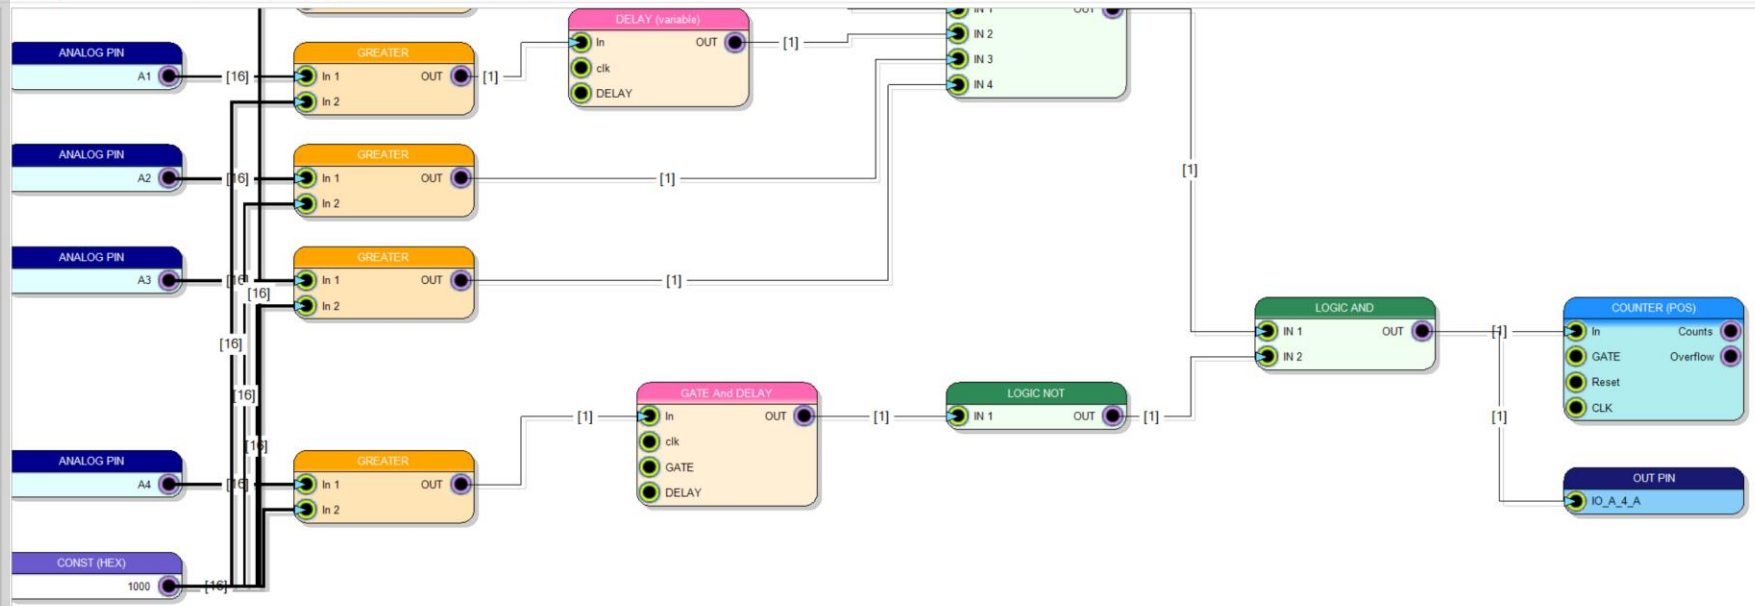 DELAY (variable)
In OUT
clk
DELAY
[1]
IN 1 OUT
IN 2
IN 3
IN 4
ANALOG PIN
A1
[16]
GREATER
In 1 OUT
In 2
[1]
ANALOG PIN
A2
[16]
GREATER
In 1 OUT
In 2
[1]
[1]
ANALOG PIN
A3
[16]
[16]
GREATER
In 1 OUT
In 2
[1]
[16]
[16]
[16]
LOGIC AND
IN 1 OUT
IN 2
[1]
COUNTER (POS)
In Counts
GATE Overflow
Reset
CLK
[1]
GATE And DELAY
In OUT
clk
GATE
DELAY
[1]
[1]
LOGIC NOT
IN 1 OUT
[1]
ANALOG PIN
A4
[16]
GREATER
In 1 OUT
In 2
OUT PIN
IO_A_4_A
CONST (HEX)
1000
[16]